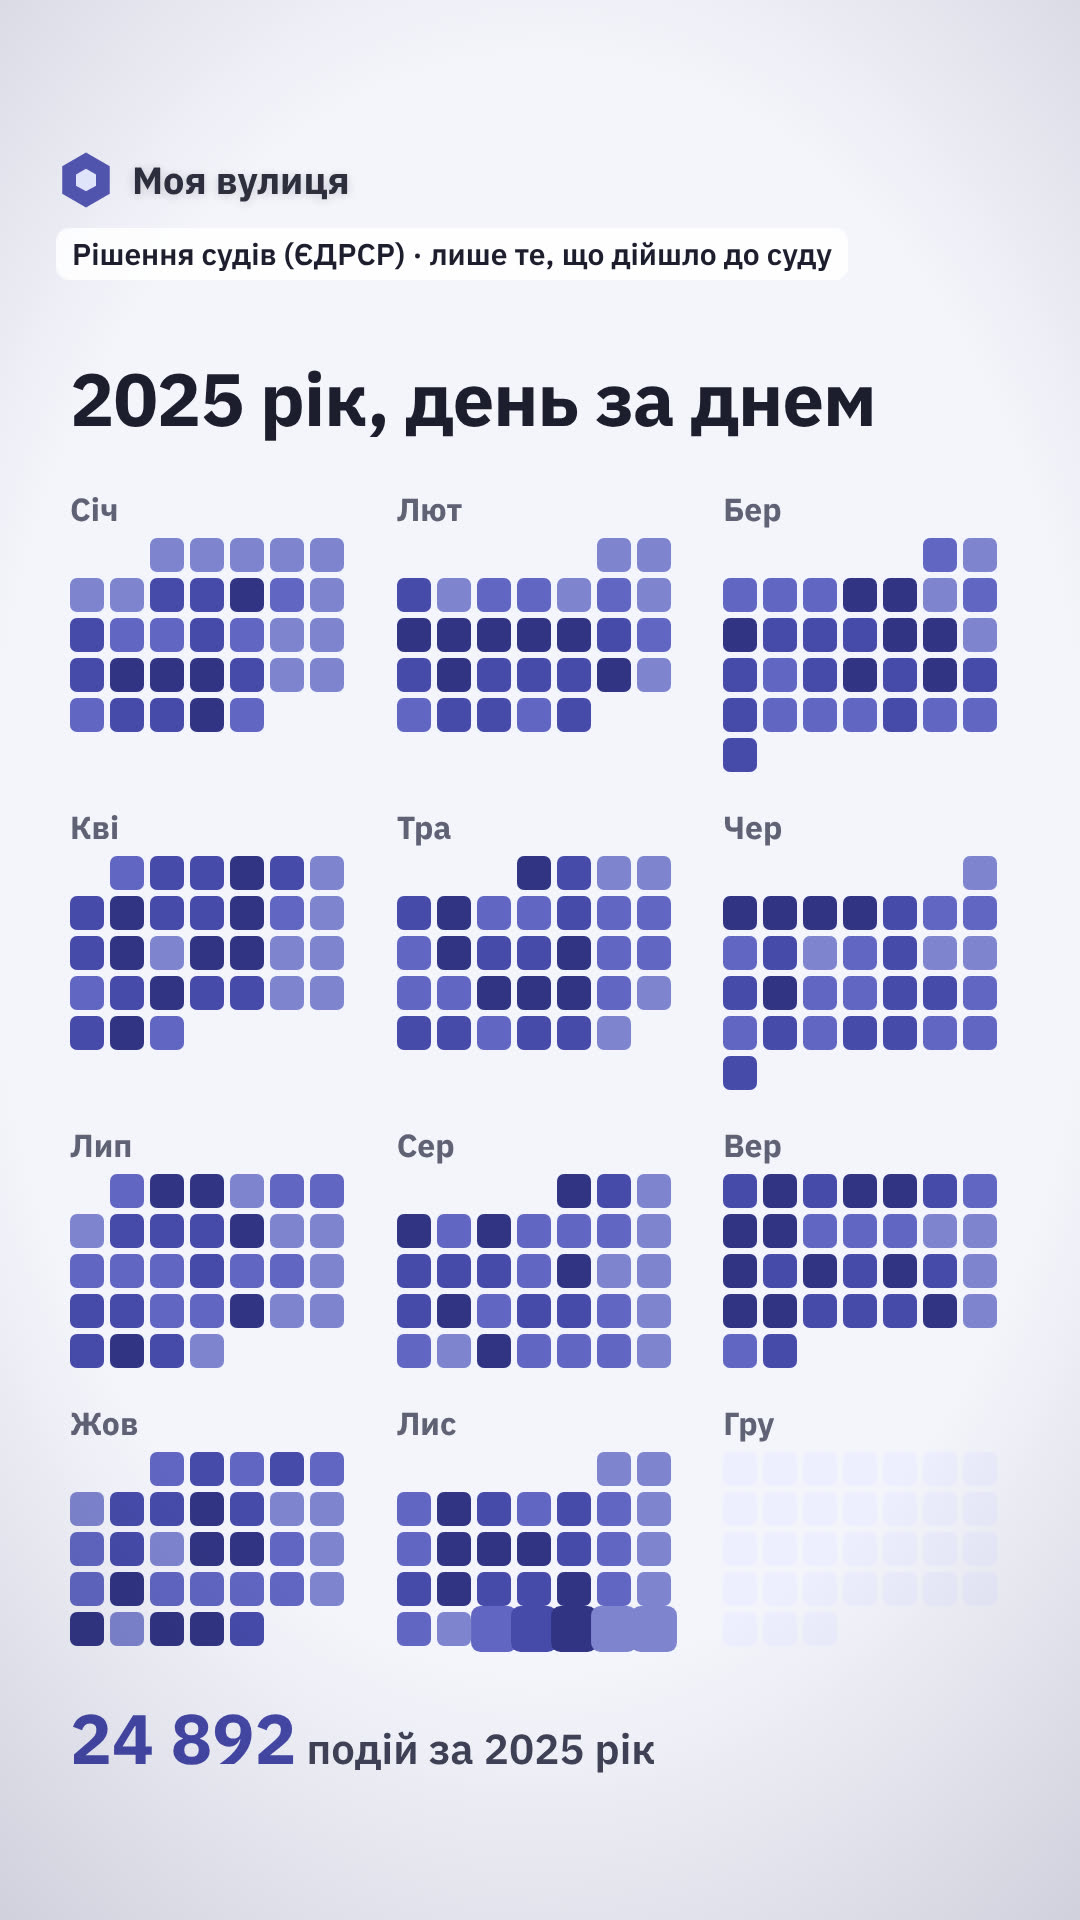 Моя вулиця
Рішення судів (ЄДРСР) · лише те, що дійшло до суду
2025 рік, день за днем
Січ
Лют
Бер
Кві
Тра
Чер
Лип
Сер
Вер
Жов
Лис
Гру
24 892 подій за 2025 рік